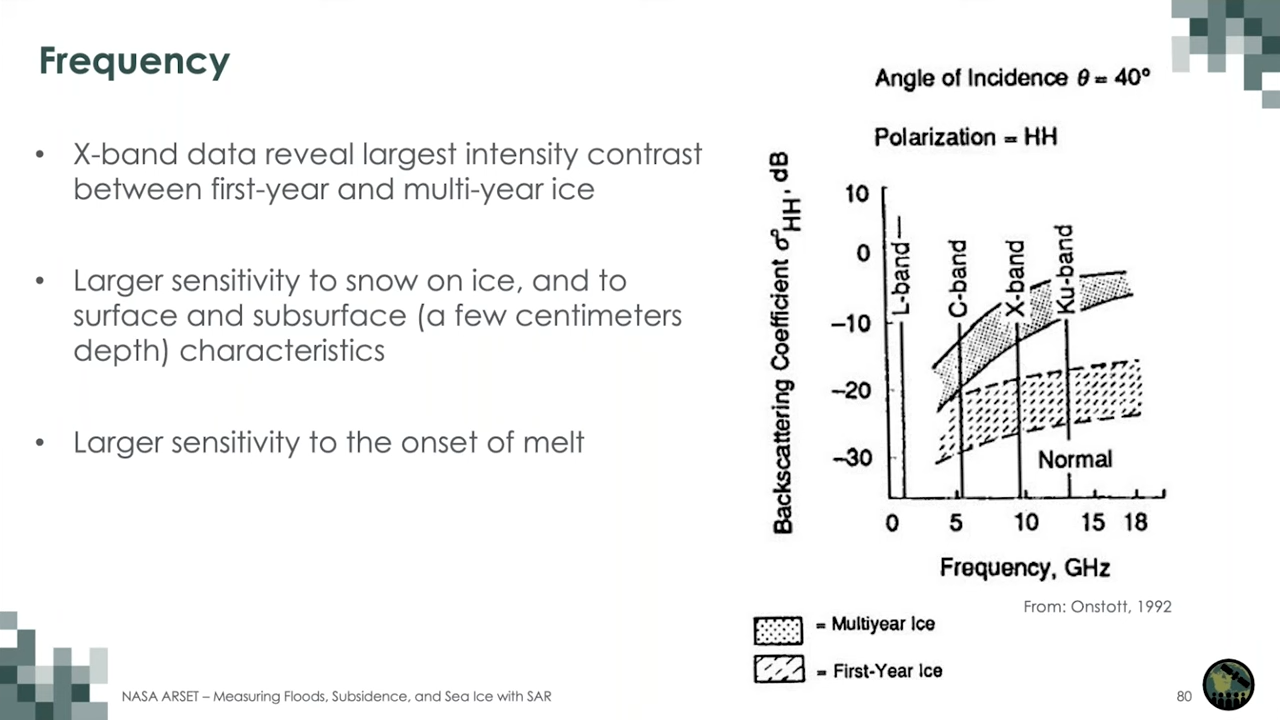 Frequency
• X-band data reveal largest intensity contrast
between first-year and multi-year ice
• Larger sensitivity to snow on ice, and to
surface and subsurface (a few centimeters
depth) characteristics
• Larger sensitivity to the onset of melt
Angle of Incidence θ = 40°
Polarization = HH
Backscattering Coefficient σ°HH, dB
10
0
–10
–20
–30
L-band
C-band
X-band
Ku-band
Normal
0 5 10 15 18
Frequency, GHz
From: Onstott, 1992
= Multiyear Ice
= First-Year Ice
NASA ARSET – Measuring Floods, Subsidence, and Sea Ice with SAR
80